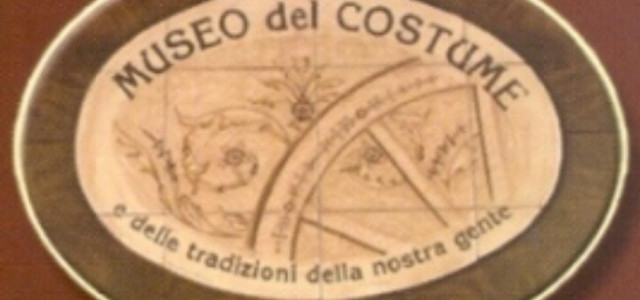 MUSEO del COSTUME
e delle tradizioni della nostra gente